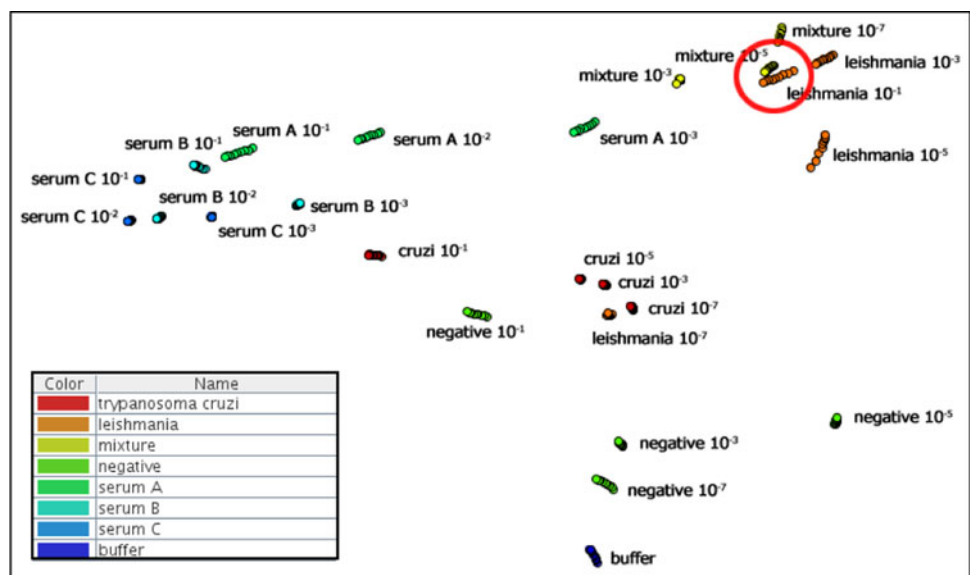 mixture 10⁻⁷
mixture 10⁻⁵
leishmania 10⁻³
mixture 10⁻³
leishmania 10⁻¹
serum A 10⁻¹
serum B 10⁻¹
serum A 10⁻²
serum A 10⁻³
leishmania 10⁻⁵
serum C 10⁻¹
serum B 10⁻²
serum B 10⁻³
serum C 10⁻²
serum C 10⁻³
cruzi 10⁻¹
cruzi 10⁻⁵
cruzi 10⁻³
cruzi 10⁻⁷
negative 10⁻¹
leishmania 10⁻⁷
Color Name
trypanosoma cruzi
leishmania
mixture
negative
serum A
serum B
serum C
buffer
negative 10⁻⁵
negative 10⁻³
negative 10⁻⁷
buffer